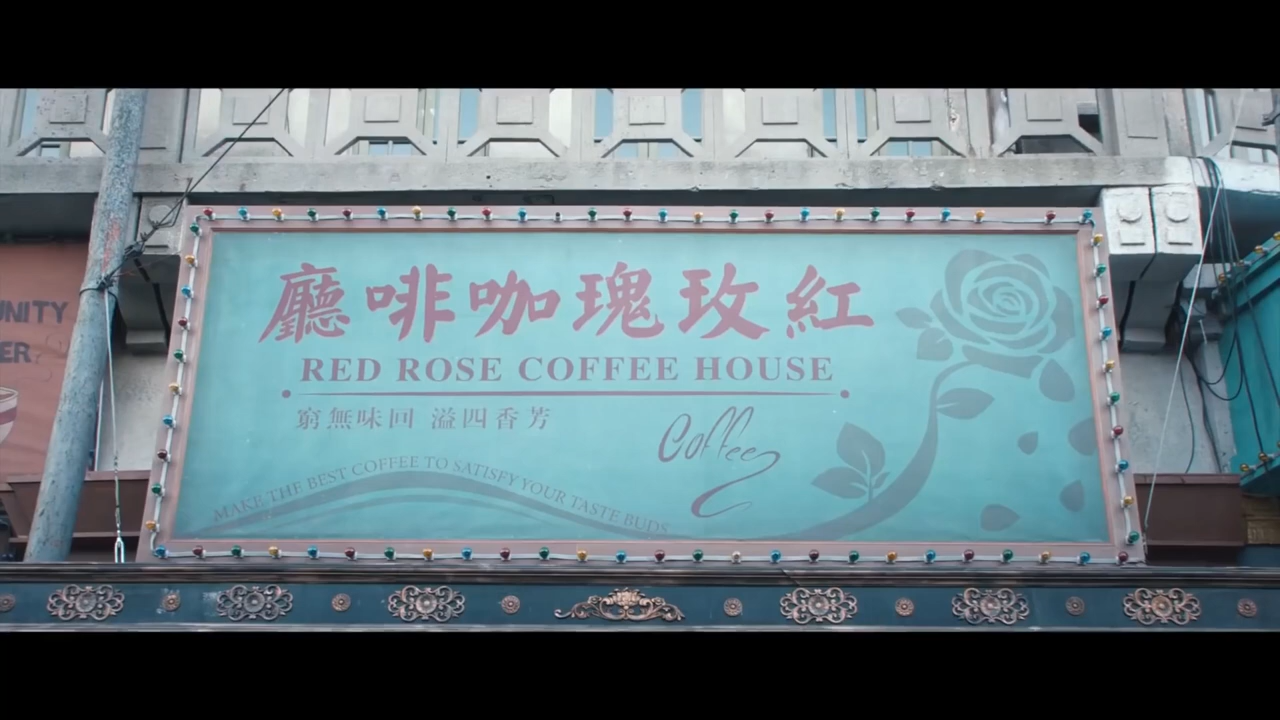 紅玫瑰咖啡廳
RED ROSE COFFEE HOUSE
芳香四溢 回味無窮
Coffee
MAKE THE BEST COFFEE TO SATISFY YOUR TASTE BUDS